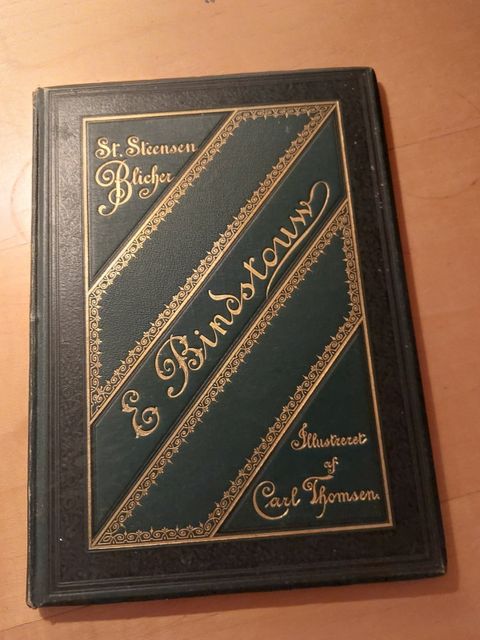 St. Steensen
Blicher
E Bindstouw
Illustreret
af
Carl Thomsen.